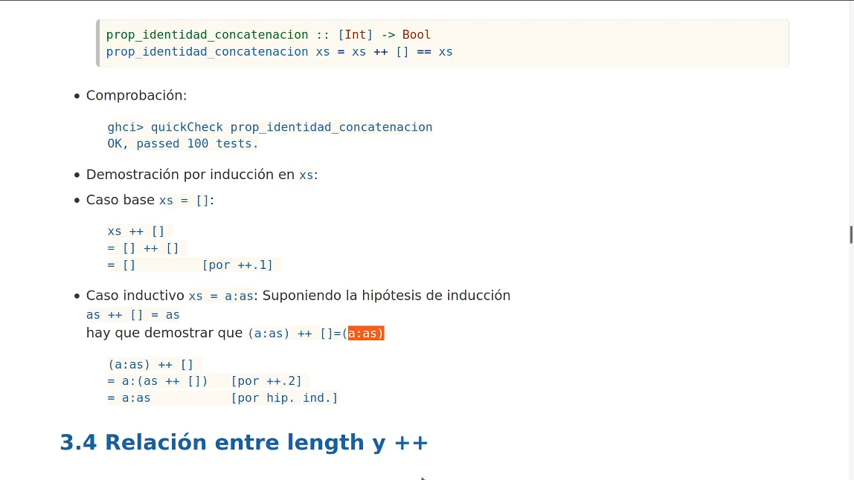 prop_identidad_concatenacion :: [Int] -> Bool
prop_identidad_concatenacion xs = xs ++ [] == xs
• Comprobación:
ghci> quickCheck prop_identidad_concatenacion
OK, passed 100 tests.
• Demostración por inducción en xs:
• Caso base xs = []:
xs ++ []
= [] ++ []
= [] [por ++.1]
• Caso inductivo xs = a:as: Suponiendo la hipótesis de inducción
as ++ [] = as
hay que demostrar que (a:as) ++ []=(a:as)
(a:as) ++ []
= a:(as ++ []) [por ++.2]
= a:as [por hip. ind.]
3.4 Relación entre length y ++